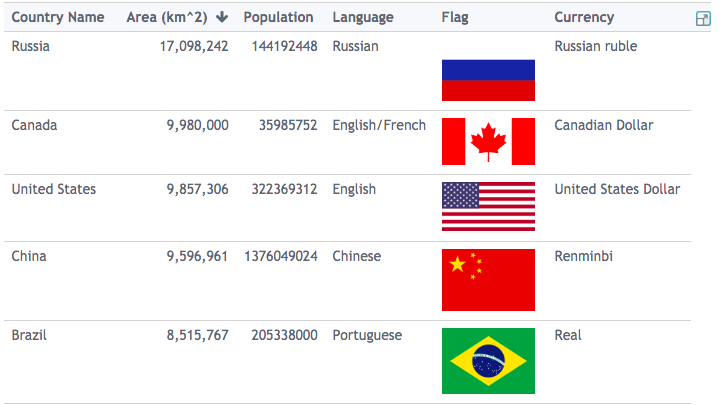 Country Name Area (km^2) Population Language Flag Currency
Russia 17,098,242 144192448 Russian Russian ruble
Canada 9,980,000 35985752 English/French Canadian Dollar
United States 9,857,306 322369312 English United States Dollar
China 9,596,961 1376049024 Chinese Renminbi
Brazil 8,515,767 205338000 Portuguese Real